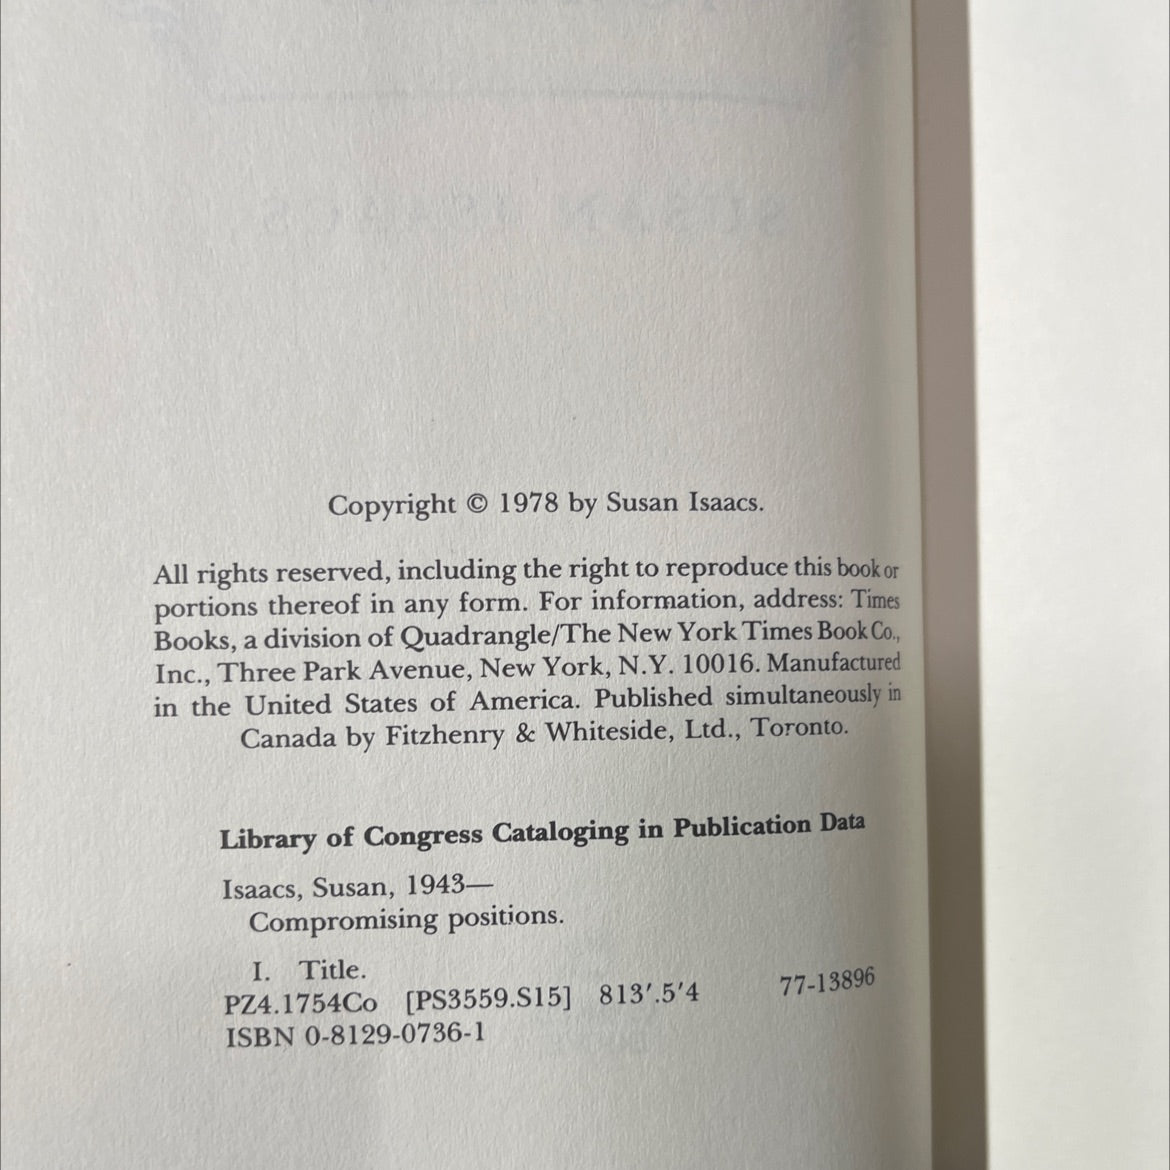 Copyright © 1978 by Susan Isaacs.
All rights reserved, including the right to reproduce this book or
portions thereof in any form. For information, address: Times
Books, a division of Quadrangle/The New York Times Book Co.,
Inc., Three Park Avenue, New York, N.Y. 10016. Manufactured
in the United States of America. Published simultaneously in
Canada by Fitzhenry & Whiteside, Ltd., Toronto.
Library of Congress Cataloging in Publication Data
Isaacs, Susan, 1943—
Compromising positions.
I. Title.
PZ4.1754Co [PS3559.S15] 813'.5'4 77-13896
ISBN 0-8129-0736-1